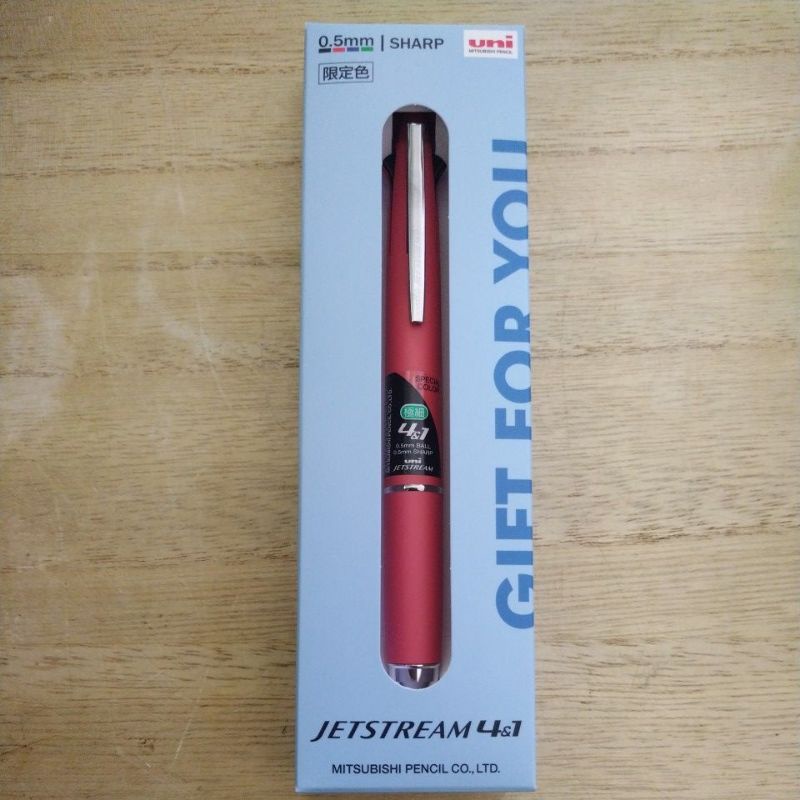 0.5mm | SHARP
uni
MITSUBISHI PENCIL
限定色
GIFT FOR YOU
SPECIAL
COLOR
極細
4&1
0.5mm BALL
0.5mm SHARP
uni
JETSTREAM
JETSTREAM 4&1
MITSUBISHI PENCIL CO., LTD.